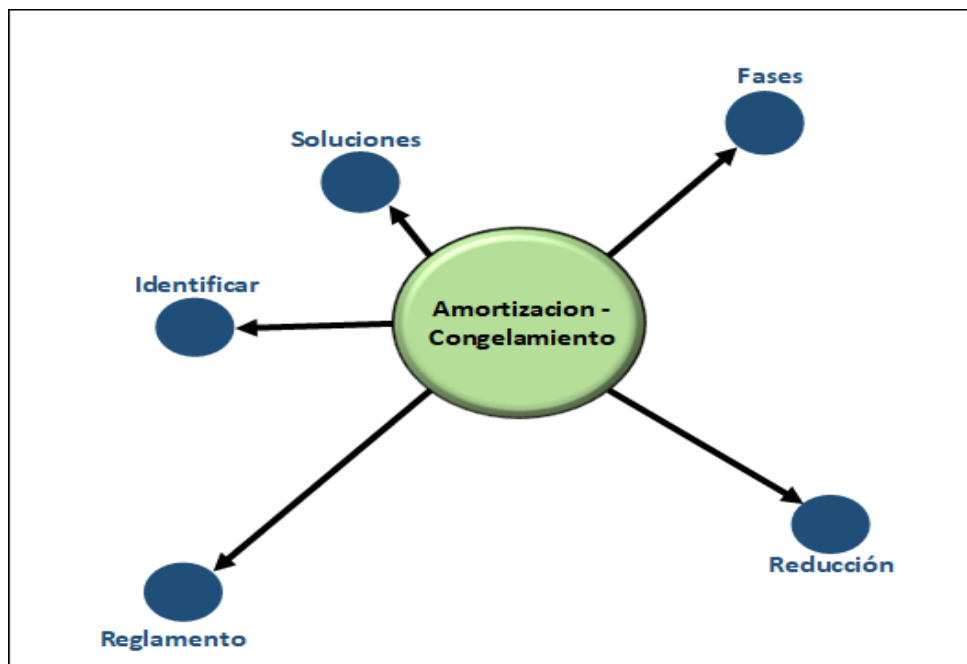 Fases
Soluciones
Identificar
Amortizacion -
Congelamiento
Reducción
Reglamento